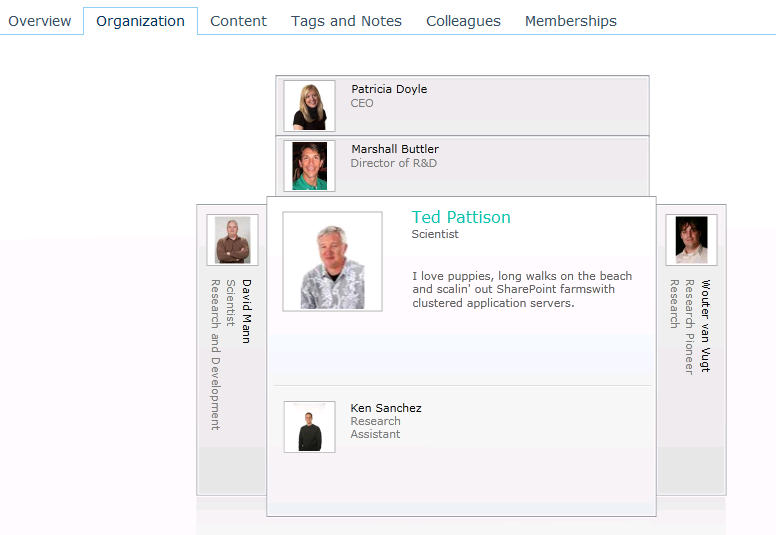 Overview Organization Content Tags and Notes Colleagues Memberships
Patricia Doyle
CEO
Marshall Buttler
Director of R&D
Ted Pattison
Scientist
I love puppies, long walks on the beach
and scalin' out SharePoint farmswith
clustered application servers.
Ken Sanchez
Research
Assistant
David Mann
Scientist
Research and Development
Wouter van Vugt
Research Pioneer
Research